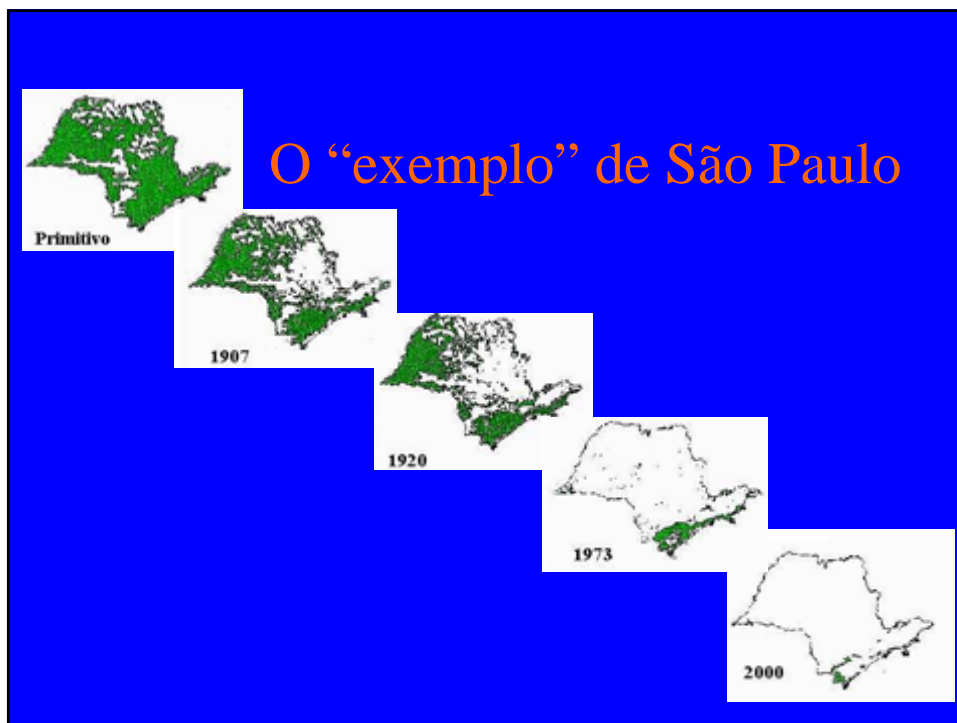 O “exemplo” de São Paulo
Primitivo
1907
1920
1973
2000